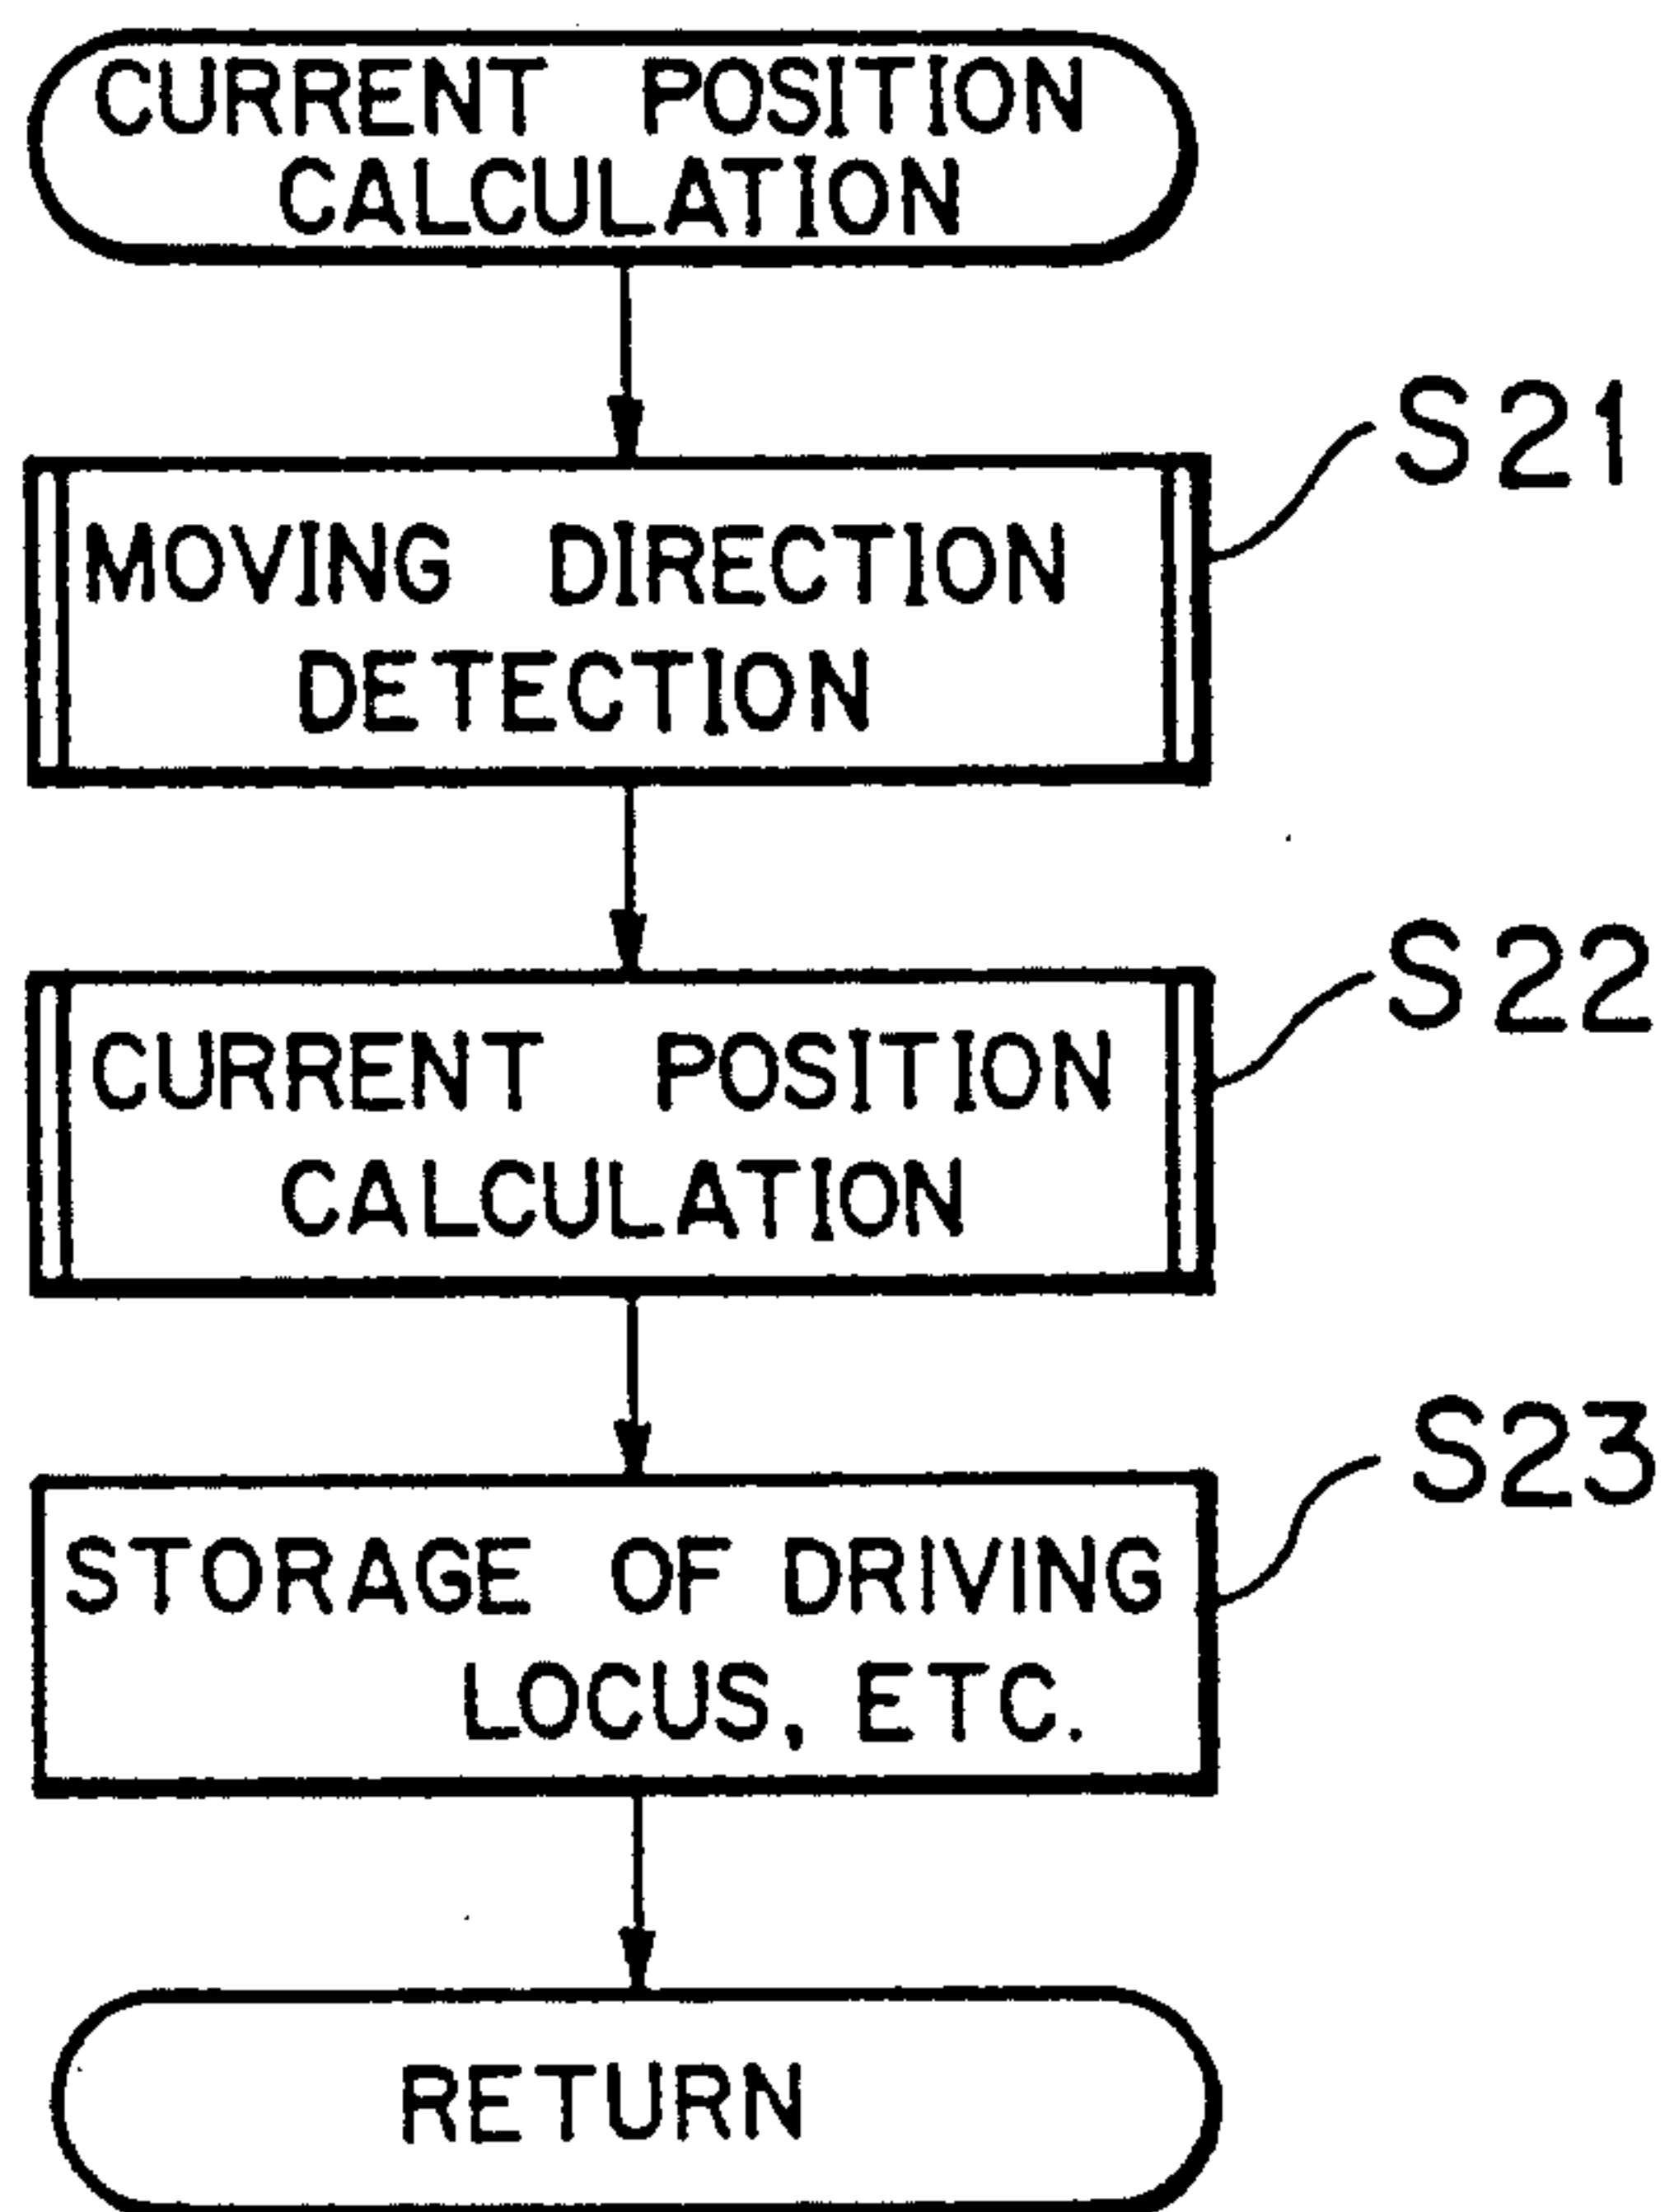 CURRENT POSITION
CALCULATION
S21
MOVING DIRECTION
DETECTION
S22
CURRENT POSITION
CALCULATION
S23
STORAGE OF DRIVING
LOCUS, ETC.
RETURN